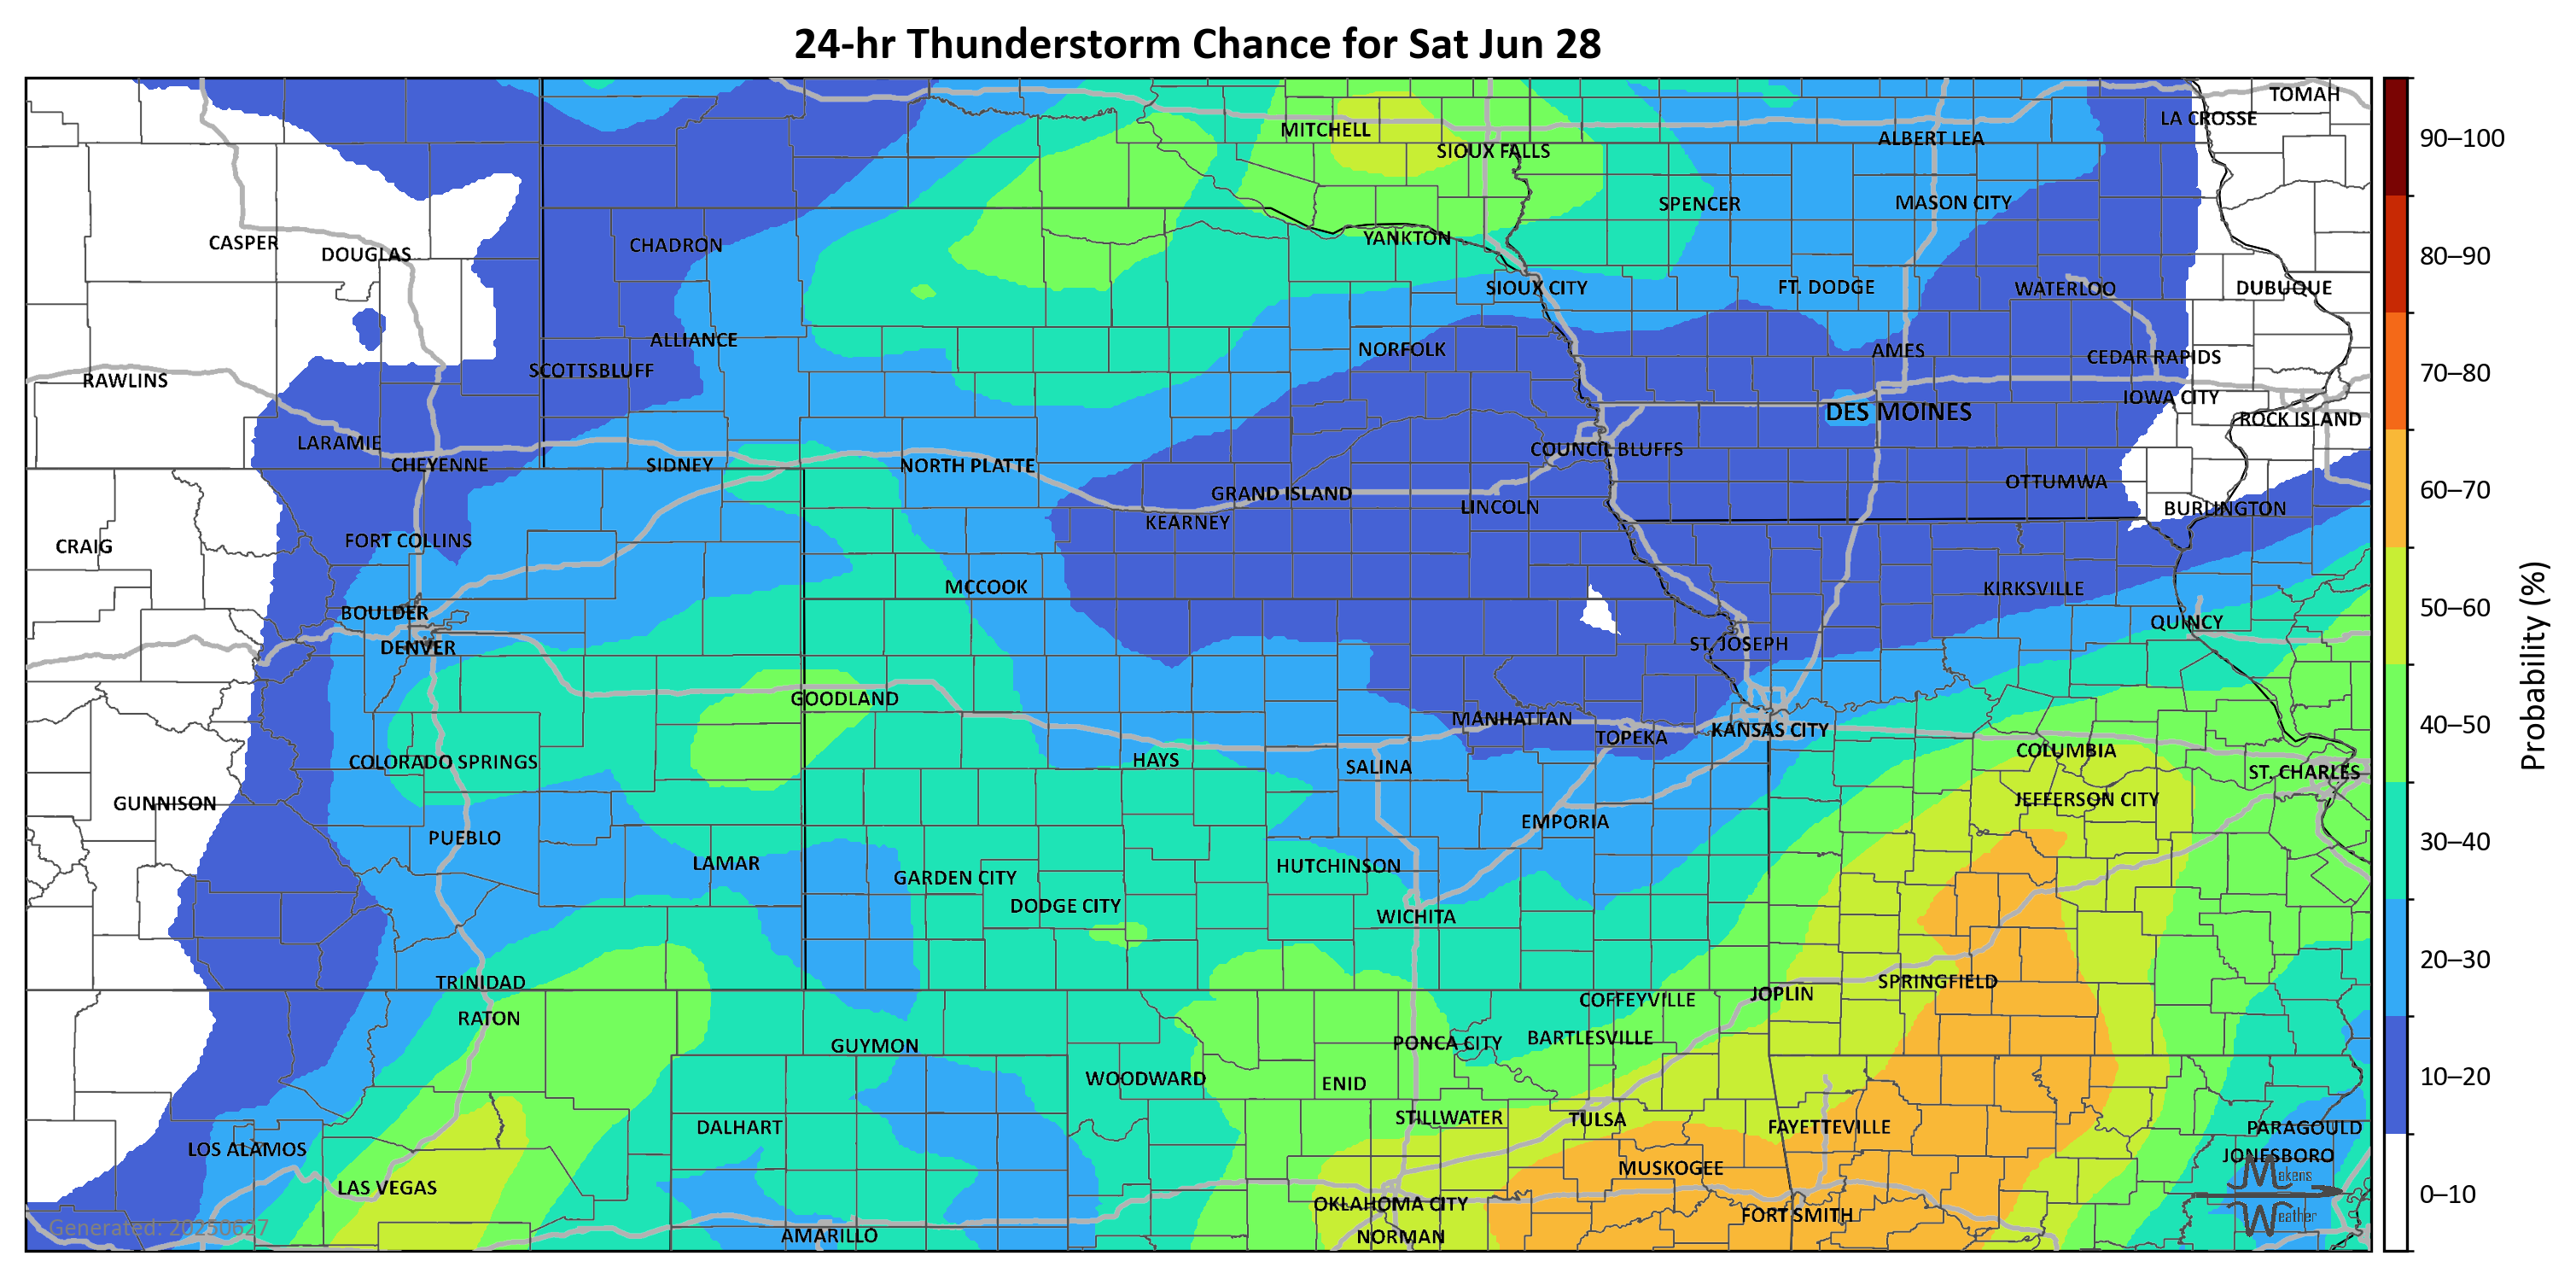 24-hr Thunderstorm Chance for Sat Jun 28
TOMAH
LA CROSSE
MITCHELL
ALBERT LEA
SIOUX FALLS
SPENCER
MASON CITY
CASPER
DOUGLAS
CHADRON
YANKTON
SIOUX CITY
FT. DODGE
WATERLOO
DUBUQUE
ALLIANCE
NORFOLK
AMES
CEDAR RAPIDS
RAWLINS
SCOTTSBLUFF
IOWA CITY
DES MOINES
ROCK ISLAND
LARAMIE
COUNCIL BLUFFS
CHEYENNE
SIDNEY
NORTH PLATTE
OTTUMWA
GRAND ISLAND
LINCOLN
BURLINGTON
KEARNEY
CRAIG
FORT COLLINS
MCCOOK
KIRKSVILLE
BOULDER
QUINCY
DENVER
ST. JOSEPH
GOODLAND
MANHATTAN
KANSAS CITY
TOPEKA
COLUMBIA
COLORADO SPRINGS
HAYS
SALINA
ST. CHARLES
GUNNISON
JEFFERSON CITY
EMPORIA
PUEBLO
LAMAR
HUTCHINSON
GARDEN CITY
DODGE CITY
WICHITA
TRINIDAD
SPRINGFIELD
JOPLIN
COFFEYVILLE
RATON
BARTLESVILLE
GUYMON
PONCA CITY
WOODWARD
ENID
STILLWATER
TULSA
DALHART
FAYETTEVILLE
PARAGOULD
LOS ALAMOS
JONESBORO
MUSKOGEE
LAS VEGAS
OKLAHOMA CITY
FORT SMITH
AMARILLO
NORMAN
Generated: 20250627
Makens
Weather
90–100
80–90
70–80
60–70
50–60
40–50
30–40
20–30
10–20
0–10
Probability (%)